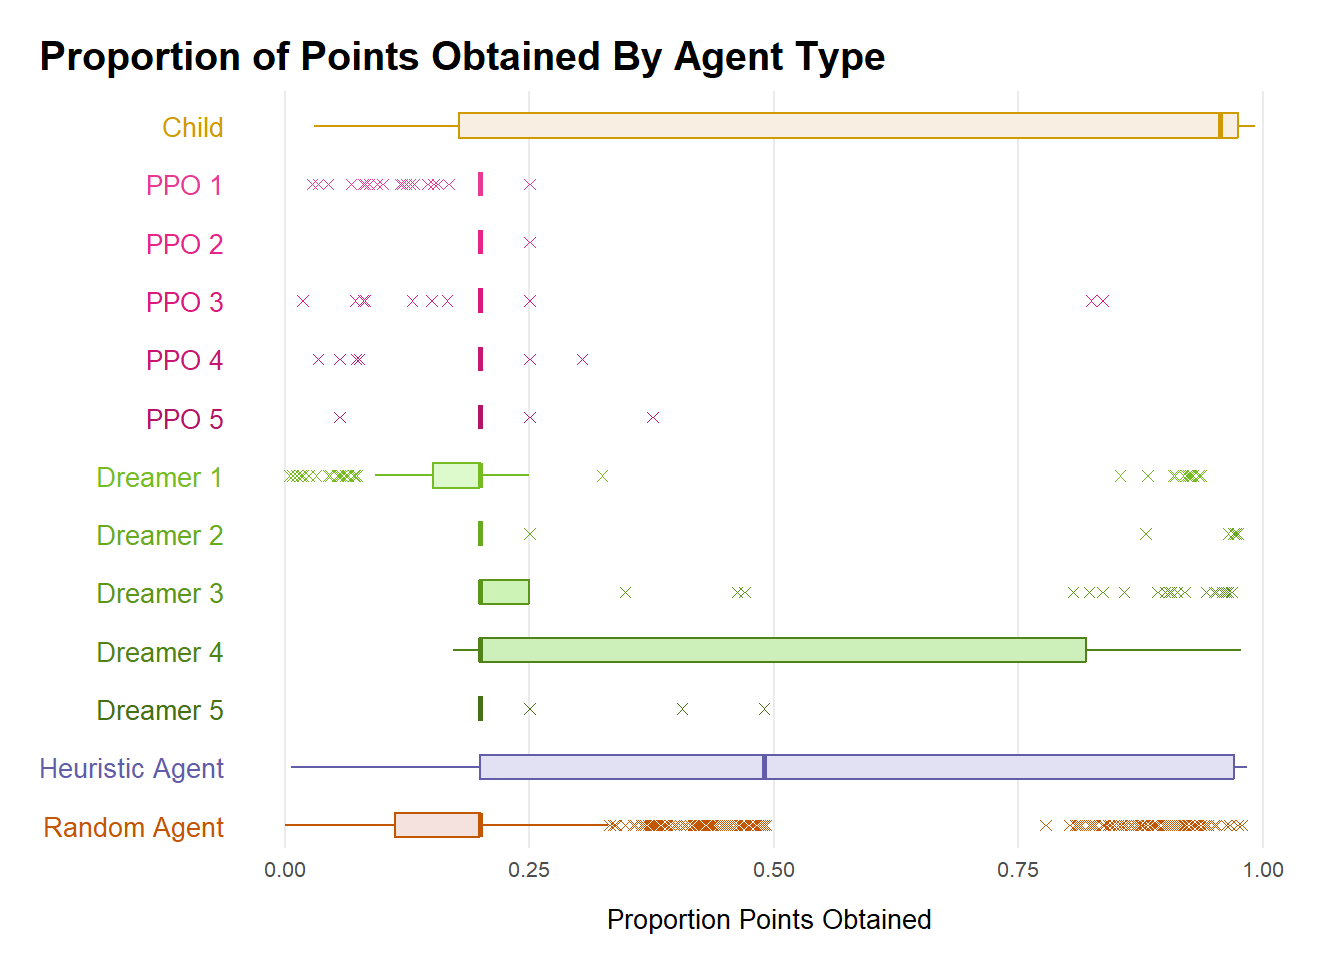 Proportion of Points Obtained By Agent Type
Child
PPO 1
PPO 2
PPO 3
PPO 4
PPO 5
Dreamer 1
Dreamer 2
Dreamer 3
Dreamer 4
Dreamer 5
Heuristic Agent
Random Agent
0.00 0.25 0.50 0.75 1.00
Proportion Points Obtained